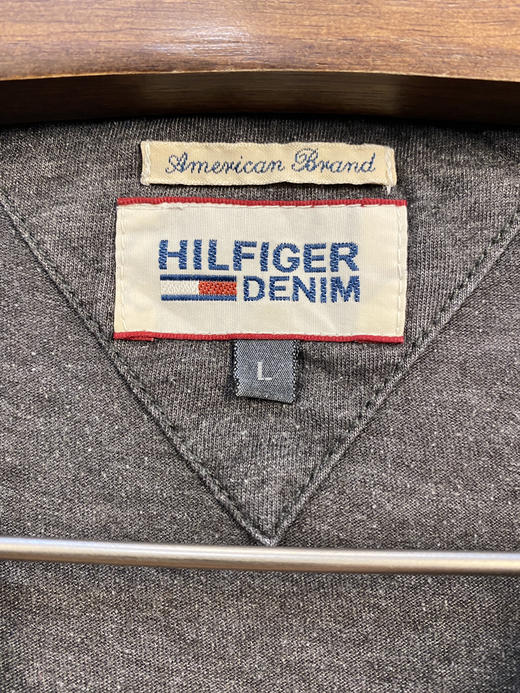 American Brand
HILFIGER
DENIM
L